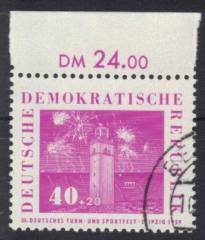 DM 24.00
DEUTSCHE
DEMOKRATISCHE
REPUBLIK
40 +20
III. DEUTSCHES TURN- UND SPORTFEST · LEIPZIG 1959